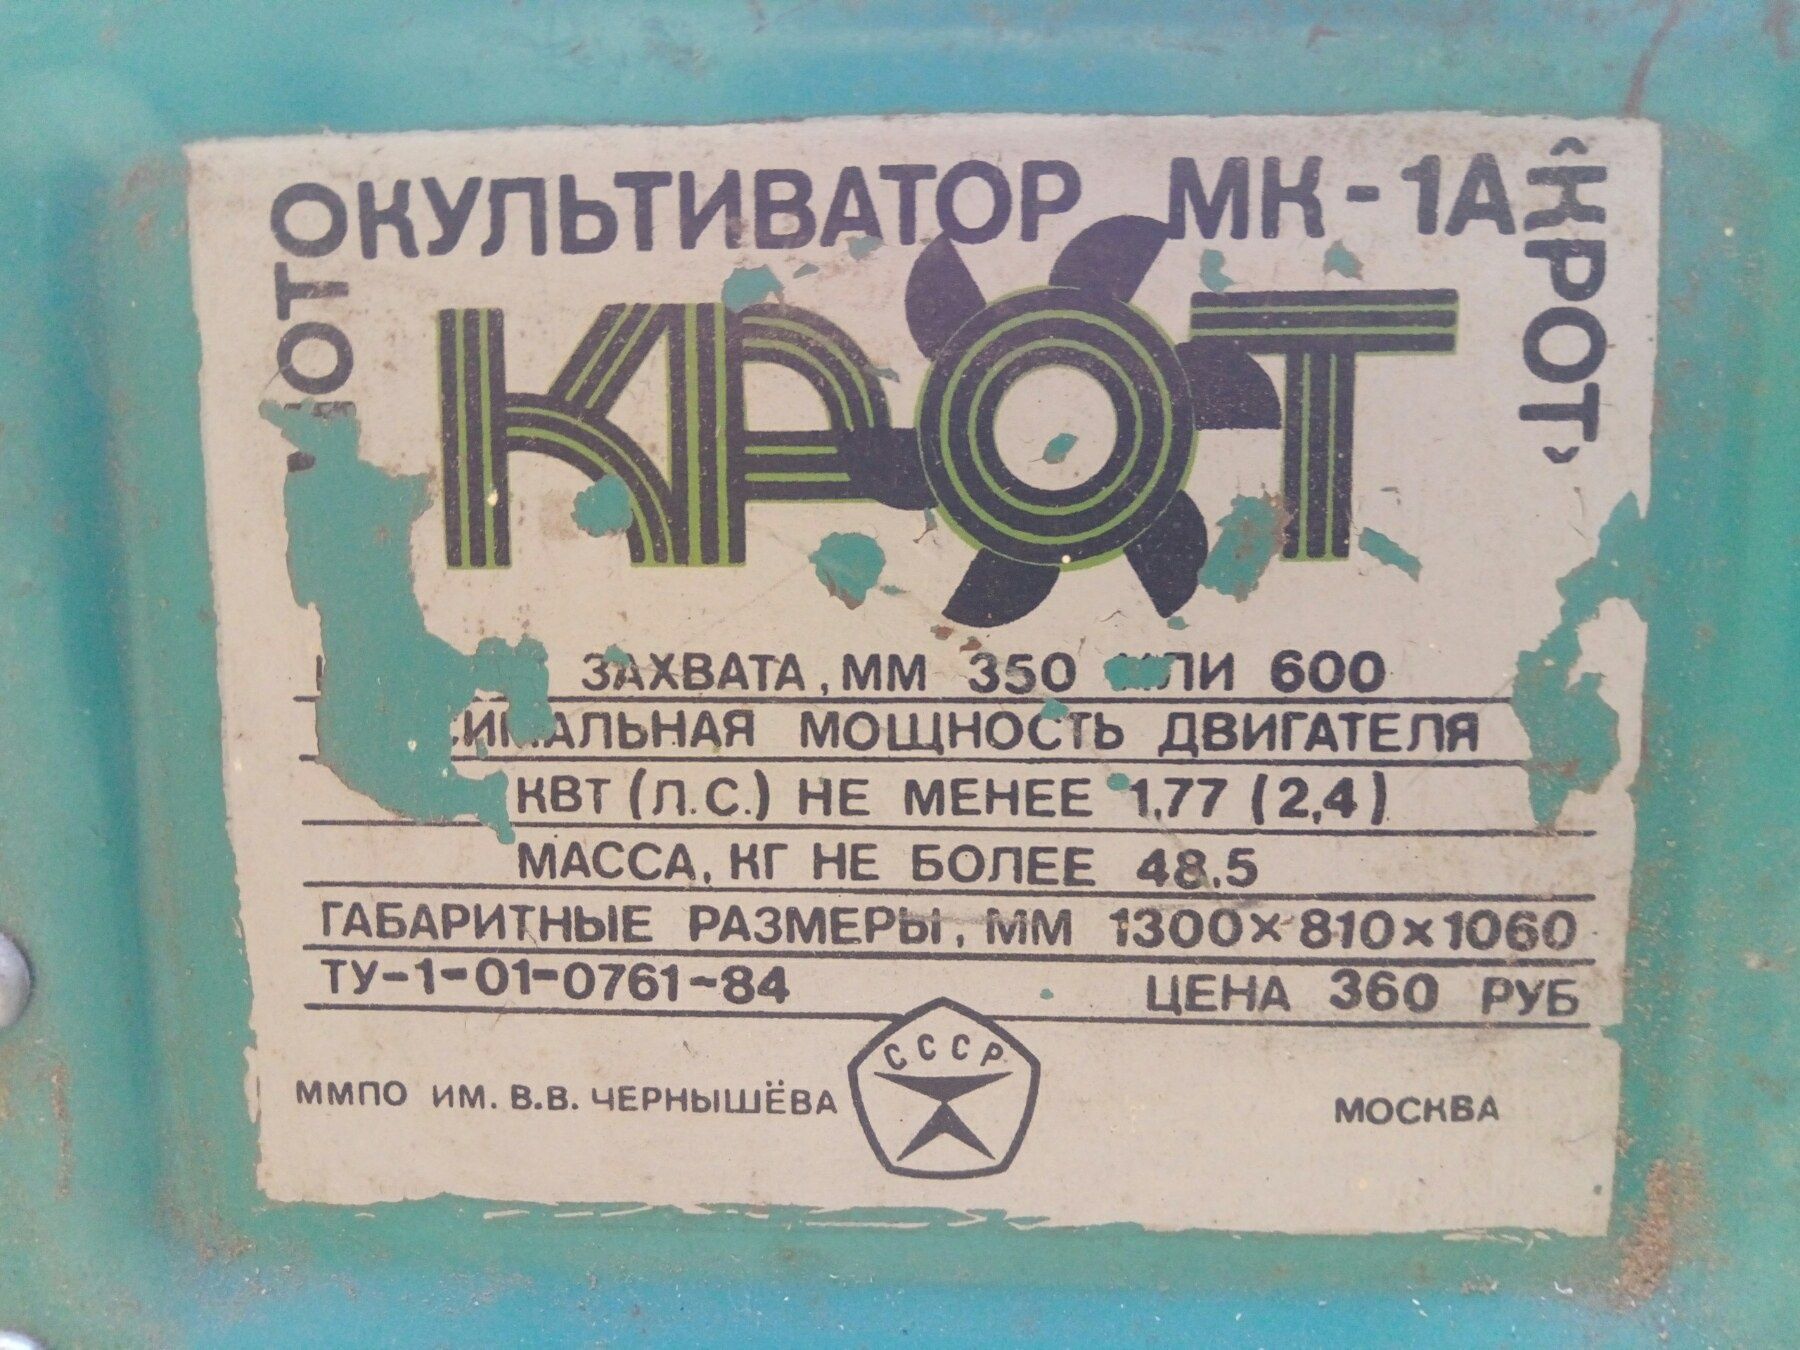 МОТОКУЛЬТИВАТОР МК-1А «КРОТ»
КРОТ
ЗАХВАТА, ММ 350 ИЛИ 600
МАКСИМАЛЬНАЯ МОЩНОСТЬ ДВИГАТЕЛЯ
КВТ (Л.С.) НЕ МЕНЕЕ 1,77 (2,4)
МАССА, КГ НЕ БОЛЕЕ 48,5
ГАБАРИТНЫЕ РАЗМЕРЫ, ММ 1300×810×1060
ТУ-1-01-0761-84 ЦЕНА 360 РУБ
СССР
ММПО ИМ. В.В. ЧЕРНЫШЁВА МОСКВА